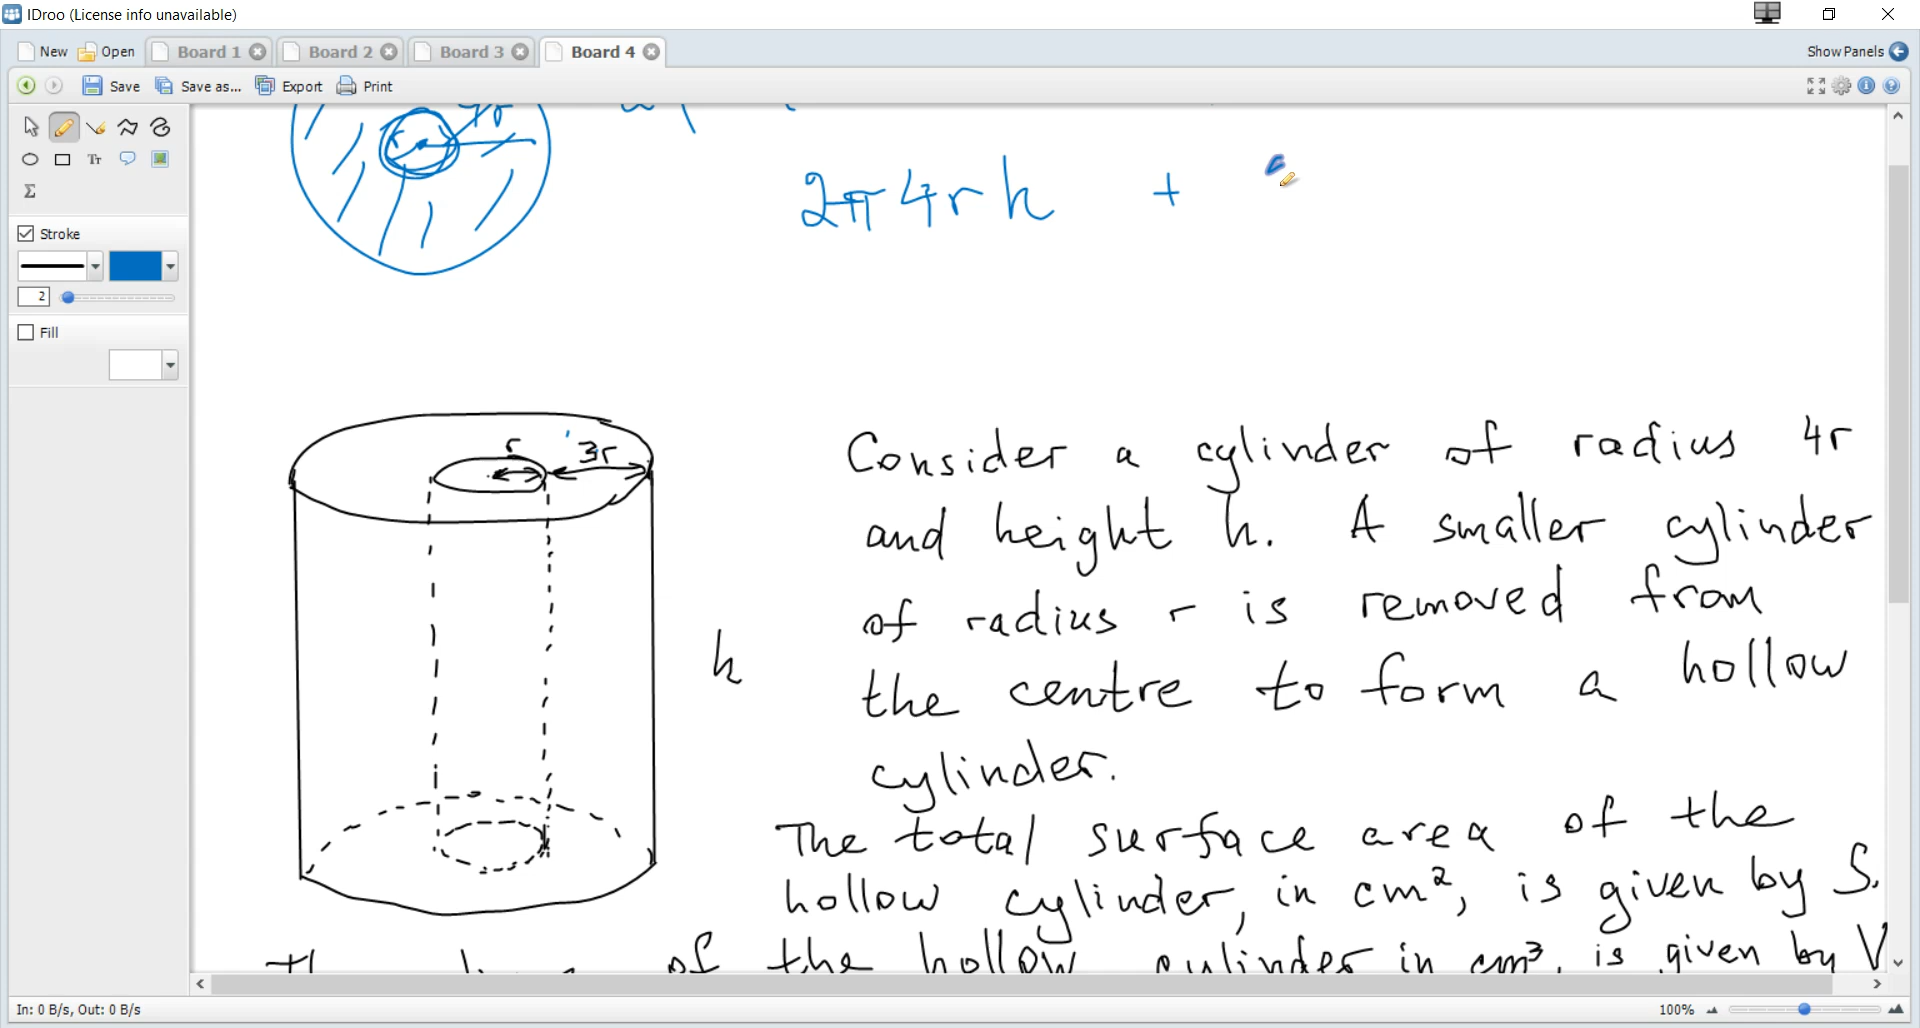 IDroo (License info unavailable)
New Open Board 1 Board 2 Board 3 Board 4 Show Panels
Save Save as... Export Print
Stroke
2
Fill
4r
2π4rh +
r 3r
h
Consider a cylinder of radius 4r
and height h. A smaller cylinder
of radius r is removed from
the centre to form a hollow
cylinder.
The total surface area of the
hollow cylinder, in cm², is given by S.
of the hollow cylinder in cm³, is given by V
In: 0 B/s, Out: 0 B/s 100%